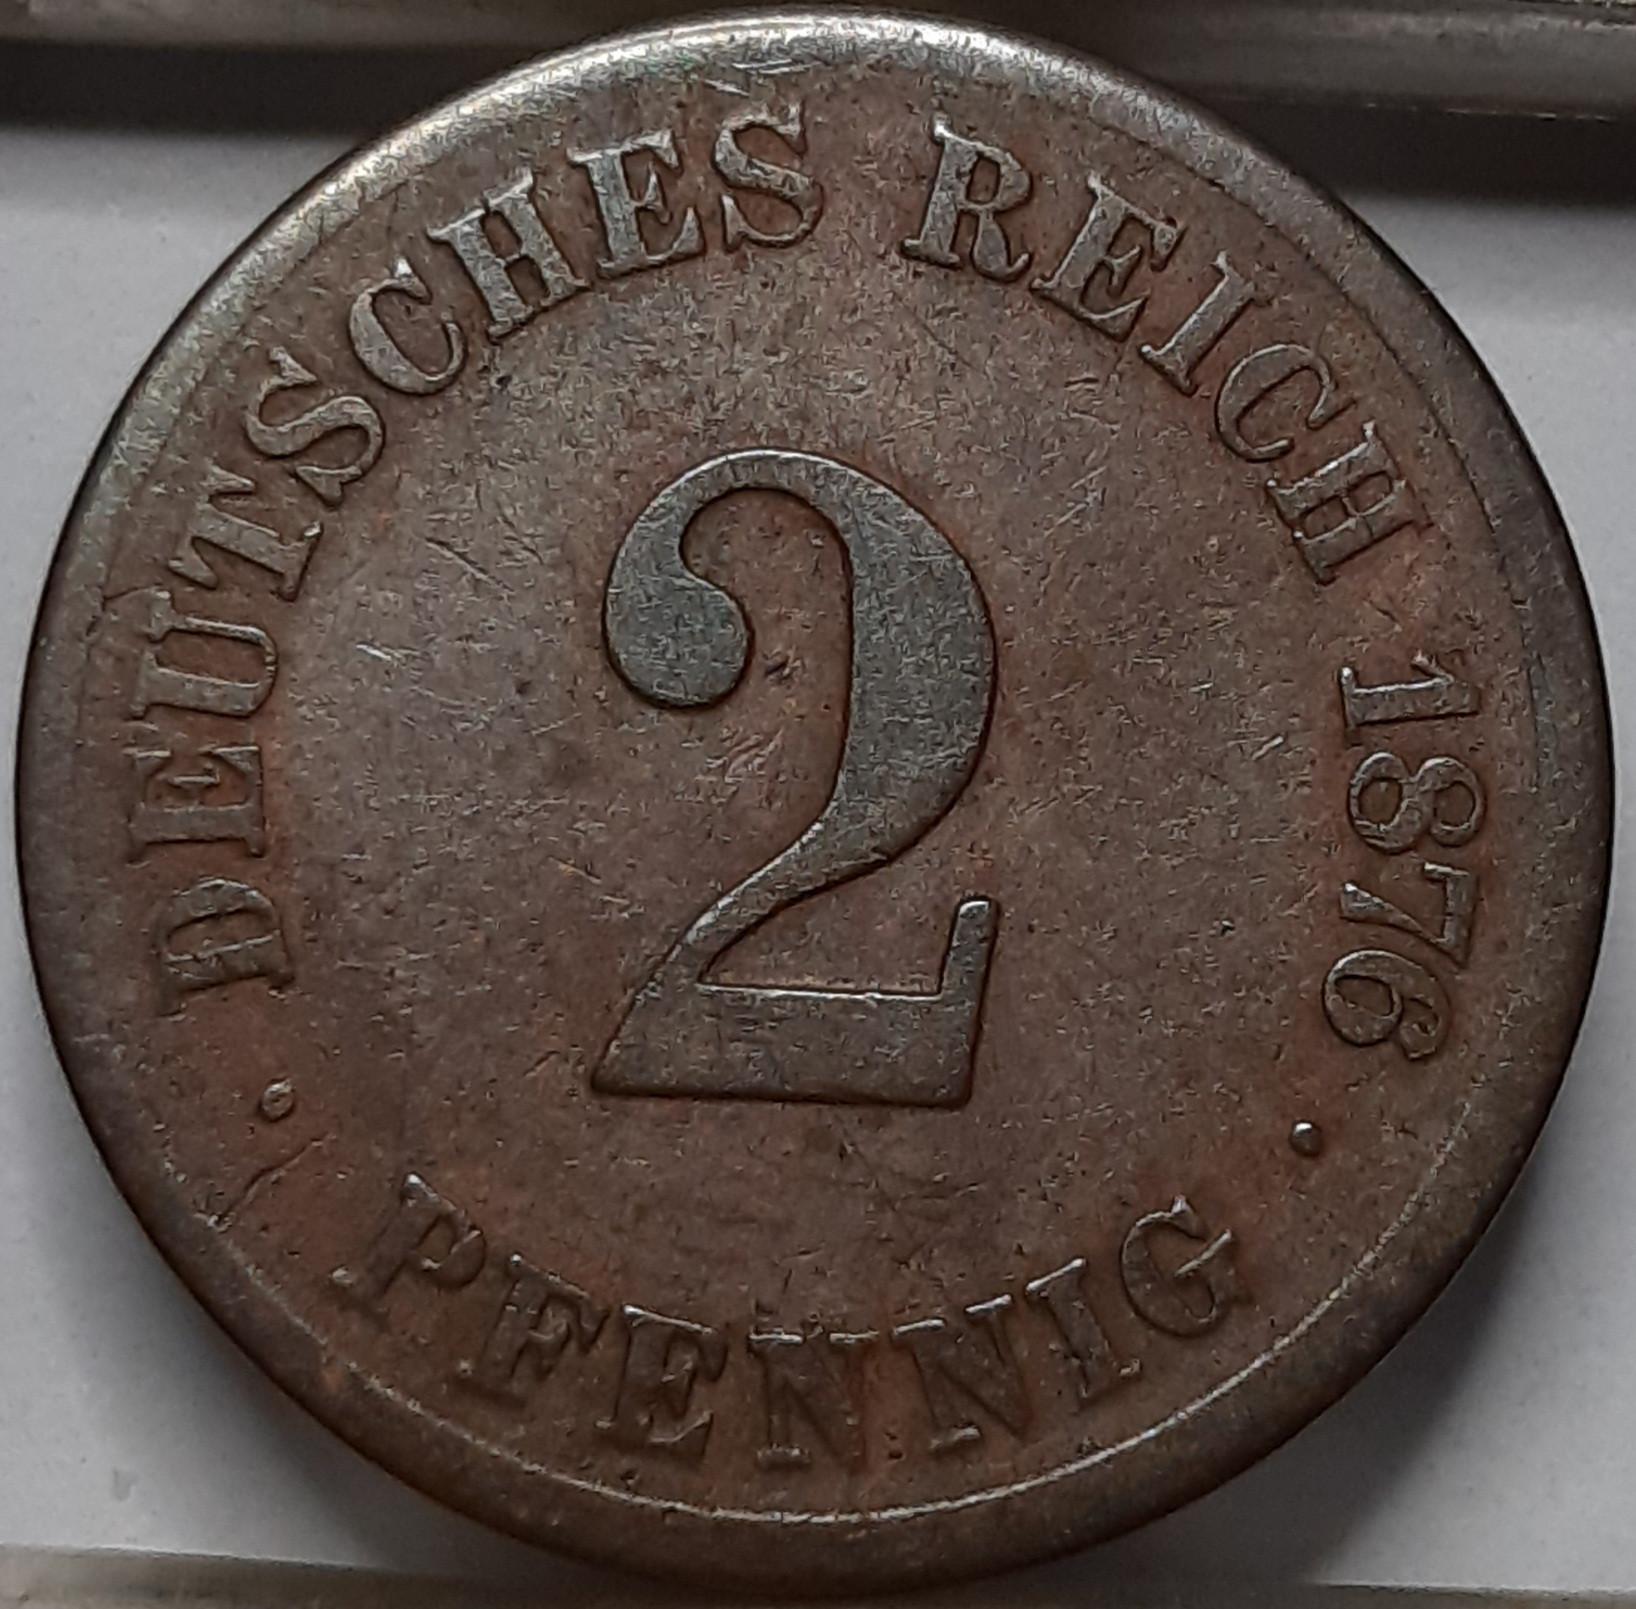 DEUTSCHES REICH 1876
2
· PFENNIG ·